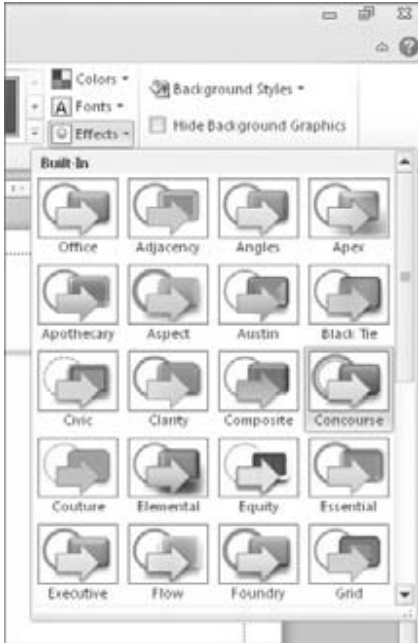 Colors
Background Styles
Fonts
Hide Background Graphics
Effects
Built-In
Office Adjacency Angles Apex
Apothecary Aspect Austin Black Tie
Civic Clarity Composite Concourse
Couture Elemental Equity Essential
Executive Flow Foundry Grid